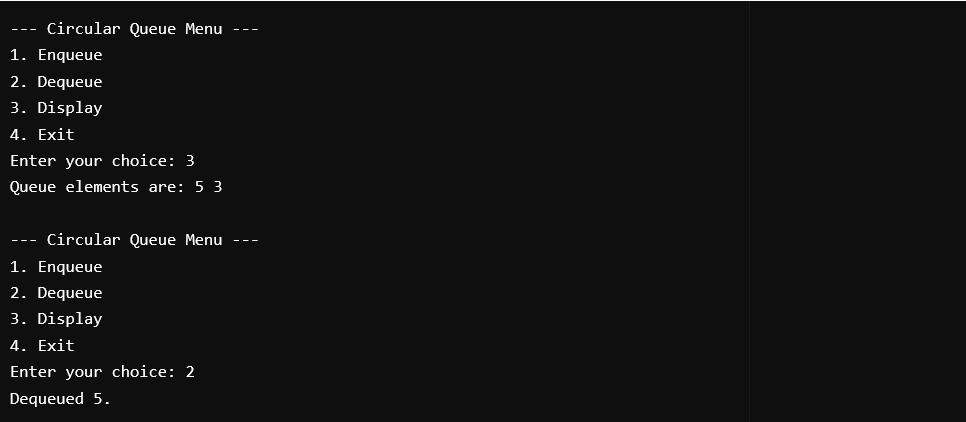 --- Circular Queue Menu ---
1. Enqueue
2. Dequeue
3. Display
4. Exit
Enter your choice: 3
Queue elements are: 5 3
--- Circular Queue Menu ---
1. Enqueue
2. Dequeue
3. Display
4. Exit
Enter your choice: 2
Dequeued 5.